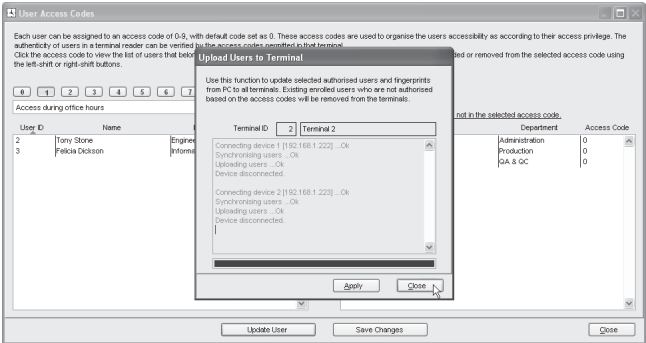 User Access Codes
Each user can be assigned to an access code of 0-9, with default code set as 0. These access codes are used to organise the users accessibility as according to their access privilege. The
authenticity of users in a terminal reader can be verified by the access codes permitted in that terminal.
Click the access code to view the list of users that belon
ded or removed from the selected access code using
the left-shift or right-shift buttons.
0 1 2 3 4 5 6 7
Access during office hours
not in the selected access code.
User ID Name
Department Access Code
2 Tony Stone Enginee
3 Felicia Dickson Informa
Administration 0
Production 0
QA & QC 0
Upload Users to Terminal
Use this function to update selected authorised users and fingerprints
from PC to all terminals. Existing enrolled users who are not authorised
based on the access codes will be removed from the terminals.
Terminal ID 2 Terminal 2
Connecting device 1 [192.168.1.222] ...Ok
Synchronising users ...Ok
Uploading users ...Ok
Device disconnected.
Connecting device 2 [192.168.1.223] ...Ok
Synchronising users ...Ok
Uploading users ...Ok
Device disconnected.
Apply Close
Update User Save Changes Close